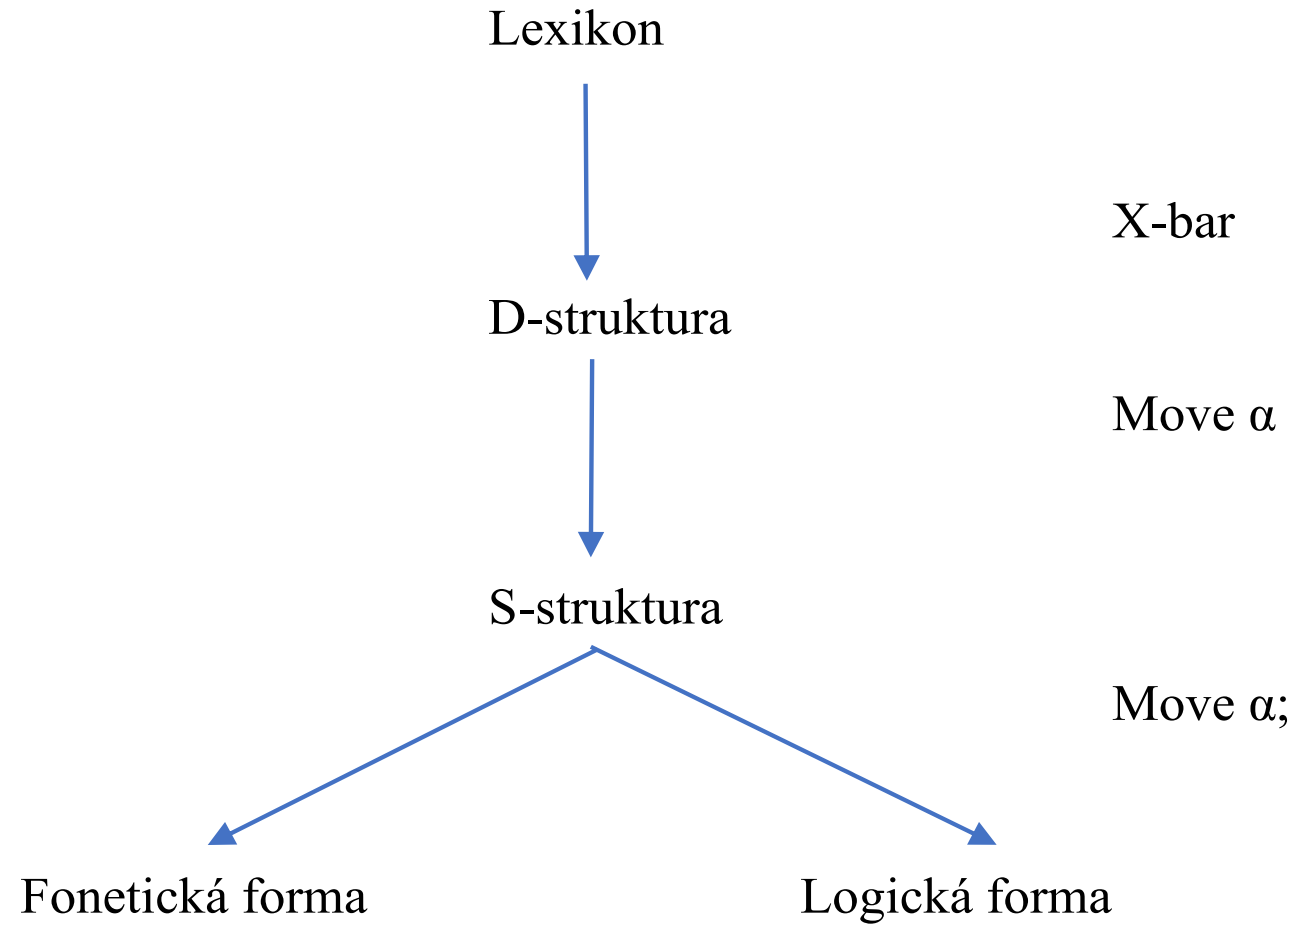 Lexikon
X-bar
D-struktura
Move α
S-struktura
Move α;
Fonetická forma
Logická forma